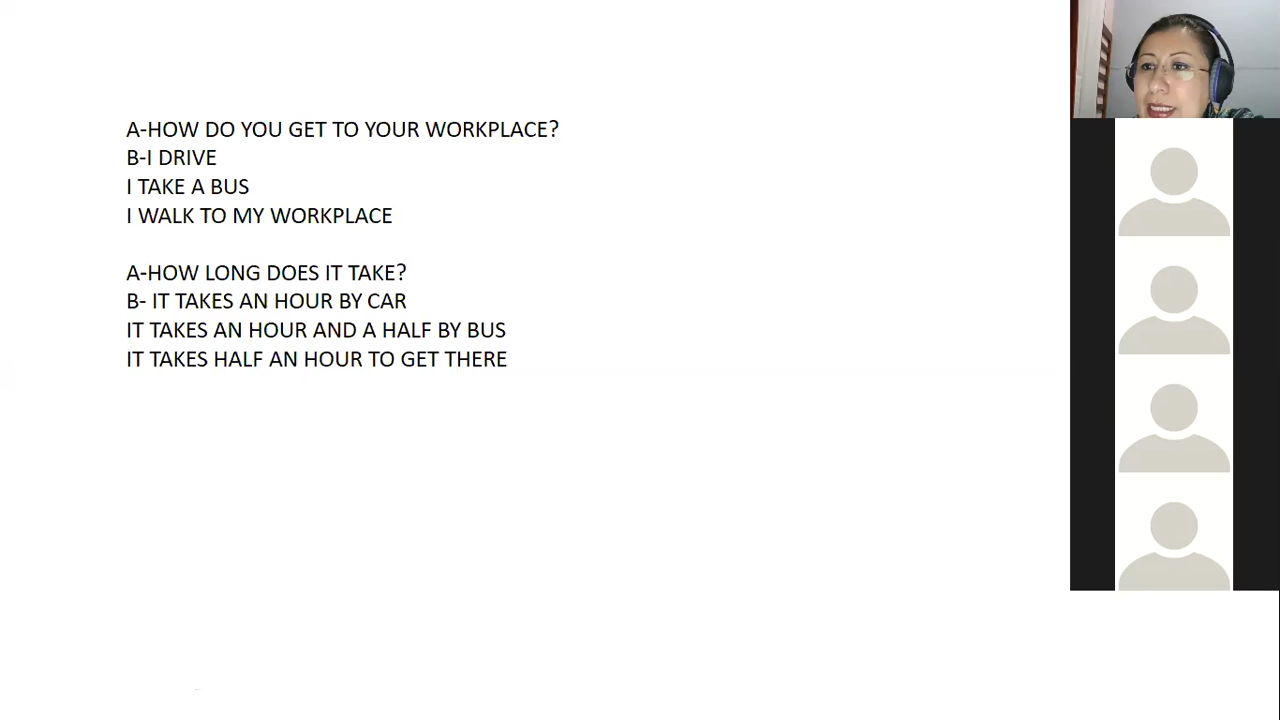 A-HOW DO YOU GET TO YOUR WORKPLACE?
B-I DRIVE
I TAKE A BUS
I WALK TO MY WORKPLACE
A-HOW LONG DOES IT TAKE?
B- IT TAKES AN HOUR BY CAR
IT TAKES AN HOUR AND A HALF BY BUS
IT TAKES HALF AN HOUR TO GET THERE